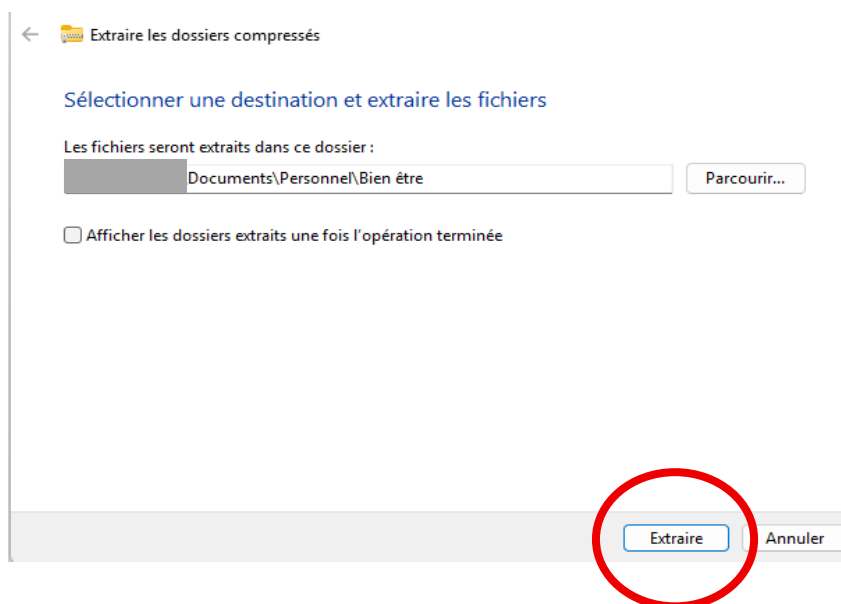 Extraire les dossiers compressés
Sélectionner une destination et extraire les fichiers
Les fichiers seront extraits dans ce dossier :
Documents\Personnel\Bien être
Parcourir...
Afficher les dossiers extraits une fois l'opération terminée
Extraire
Annuler